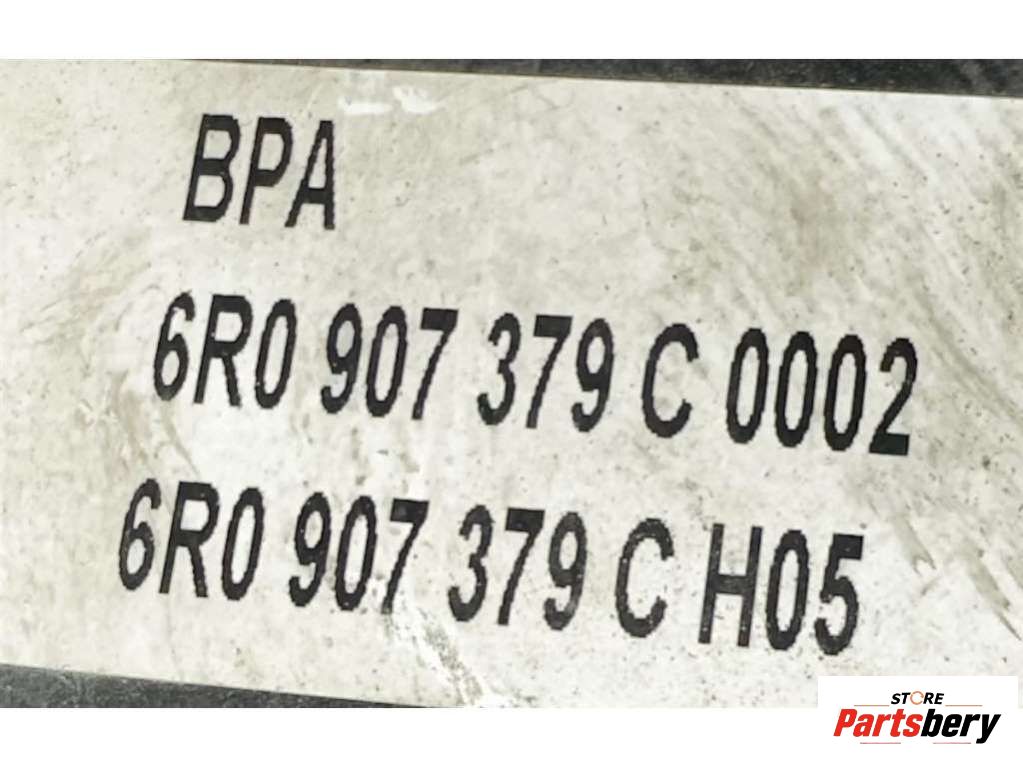 BPA
6R0 907 379 C 0002
6R0 907 379 C H05
STORE
Partsbery